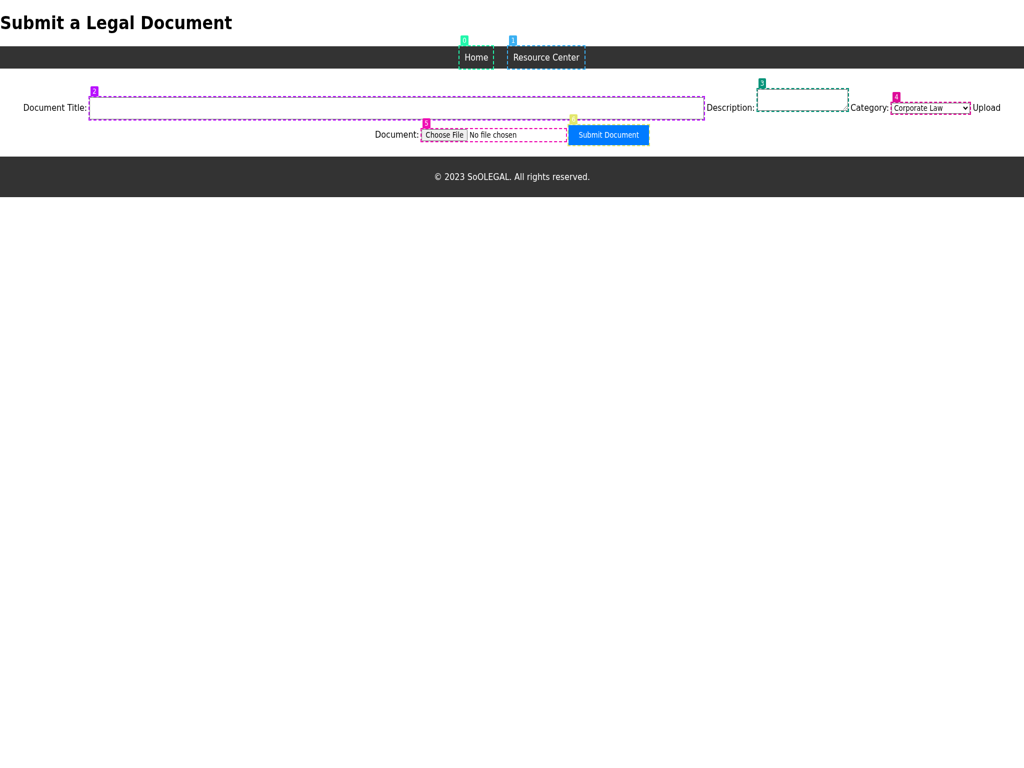 Submit a Legal Document
0
1
Home
Resource Center
2
3
4
Document Title:
Description:
Category:
Corporate Law
Upload
5
Document:
Choose File
No file chosen
Submit Document
© 2023 SoOLEGAL. All rights reserved.